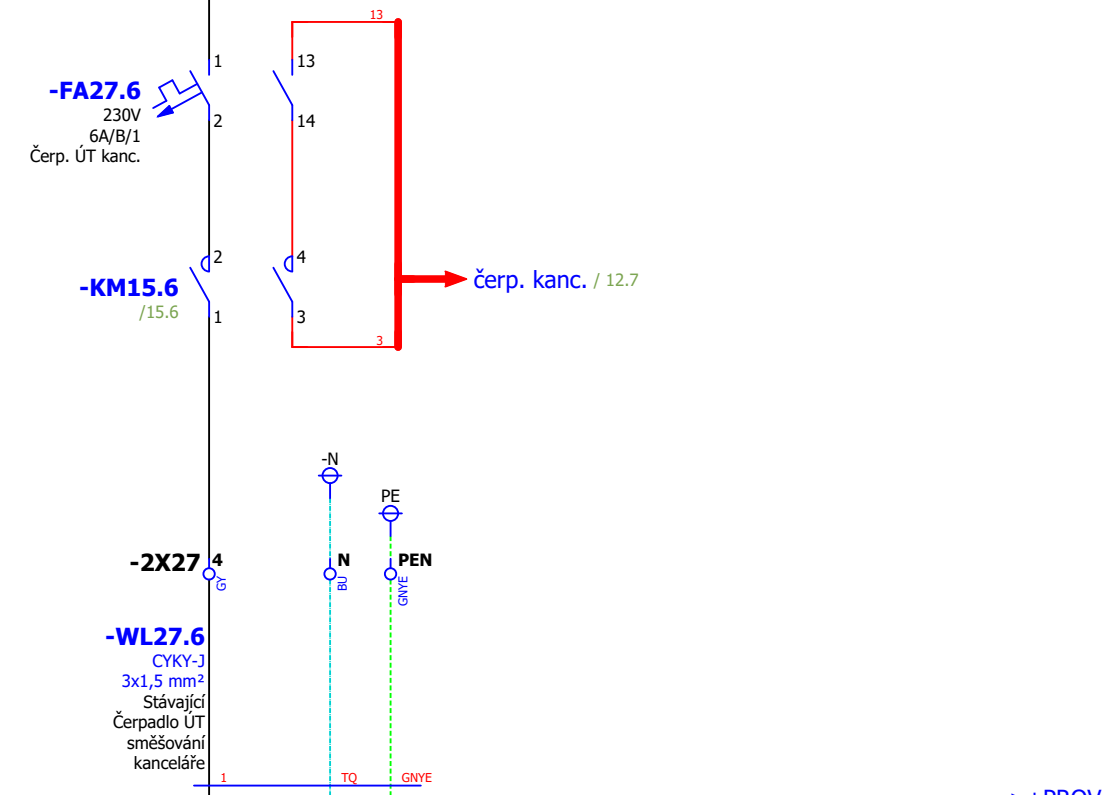 13
1
13
-FA27.6
230V
2
14
6A/B/1
Čerp. ÚT kanc.
2
4
-KM15.6
čerp. kanc. / 12.7
/15.6
1
3
3
-N
PE
-2X27
4
N
PEN
GY
BU
GNYE
-WL27.6
CYKY-J
3x1,5 mm²
Stávající
Čerpadlo ÚT
směšování
kanceláře
1
TQ
GNYE